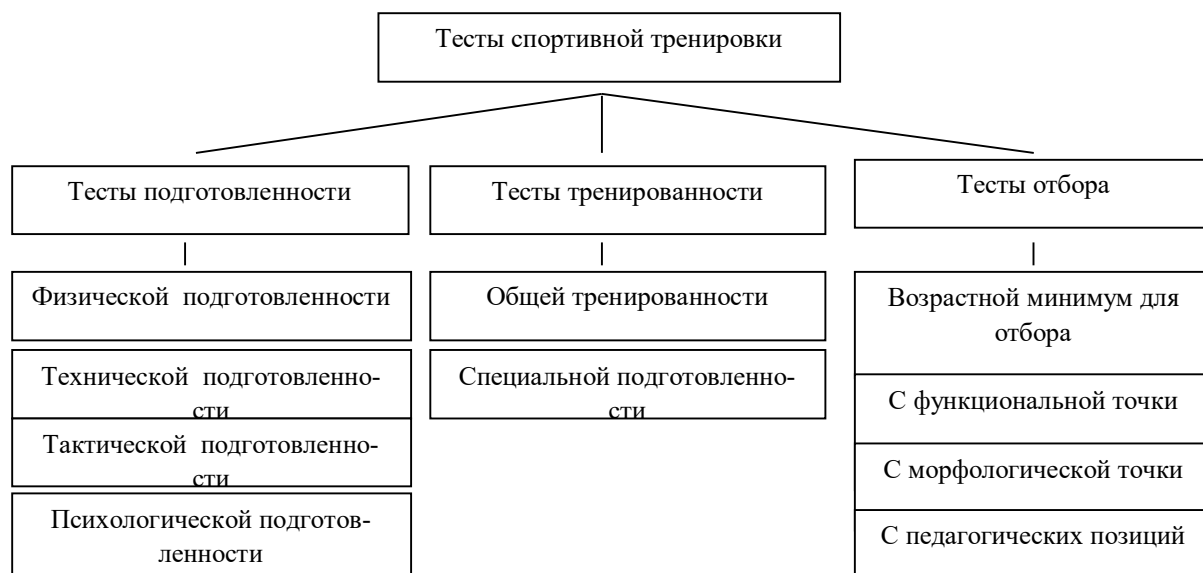 Тесты спортивной тренировки
Тесты подготовленности
Тесты тренированности
Тесты отбора
Физической подготовленности
Технической подготовленно-
сти
Тактической подготовленно-
сти
Психологической подготов-
ленности
Общей тренированности
Специальной подготовленно-
сти
Возрастной минимум для
отбора
С функциональной точки
С морфологической точки
С педагогических позиций